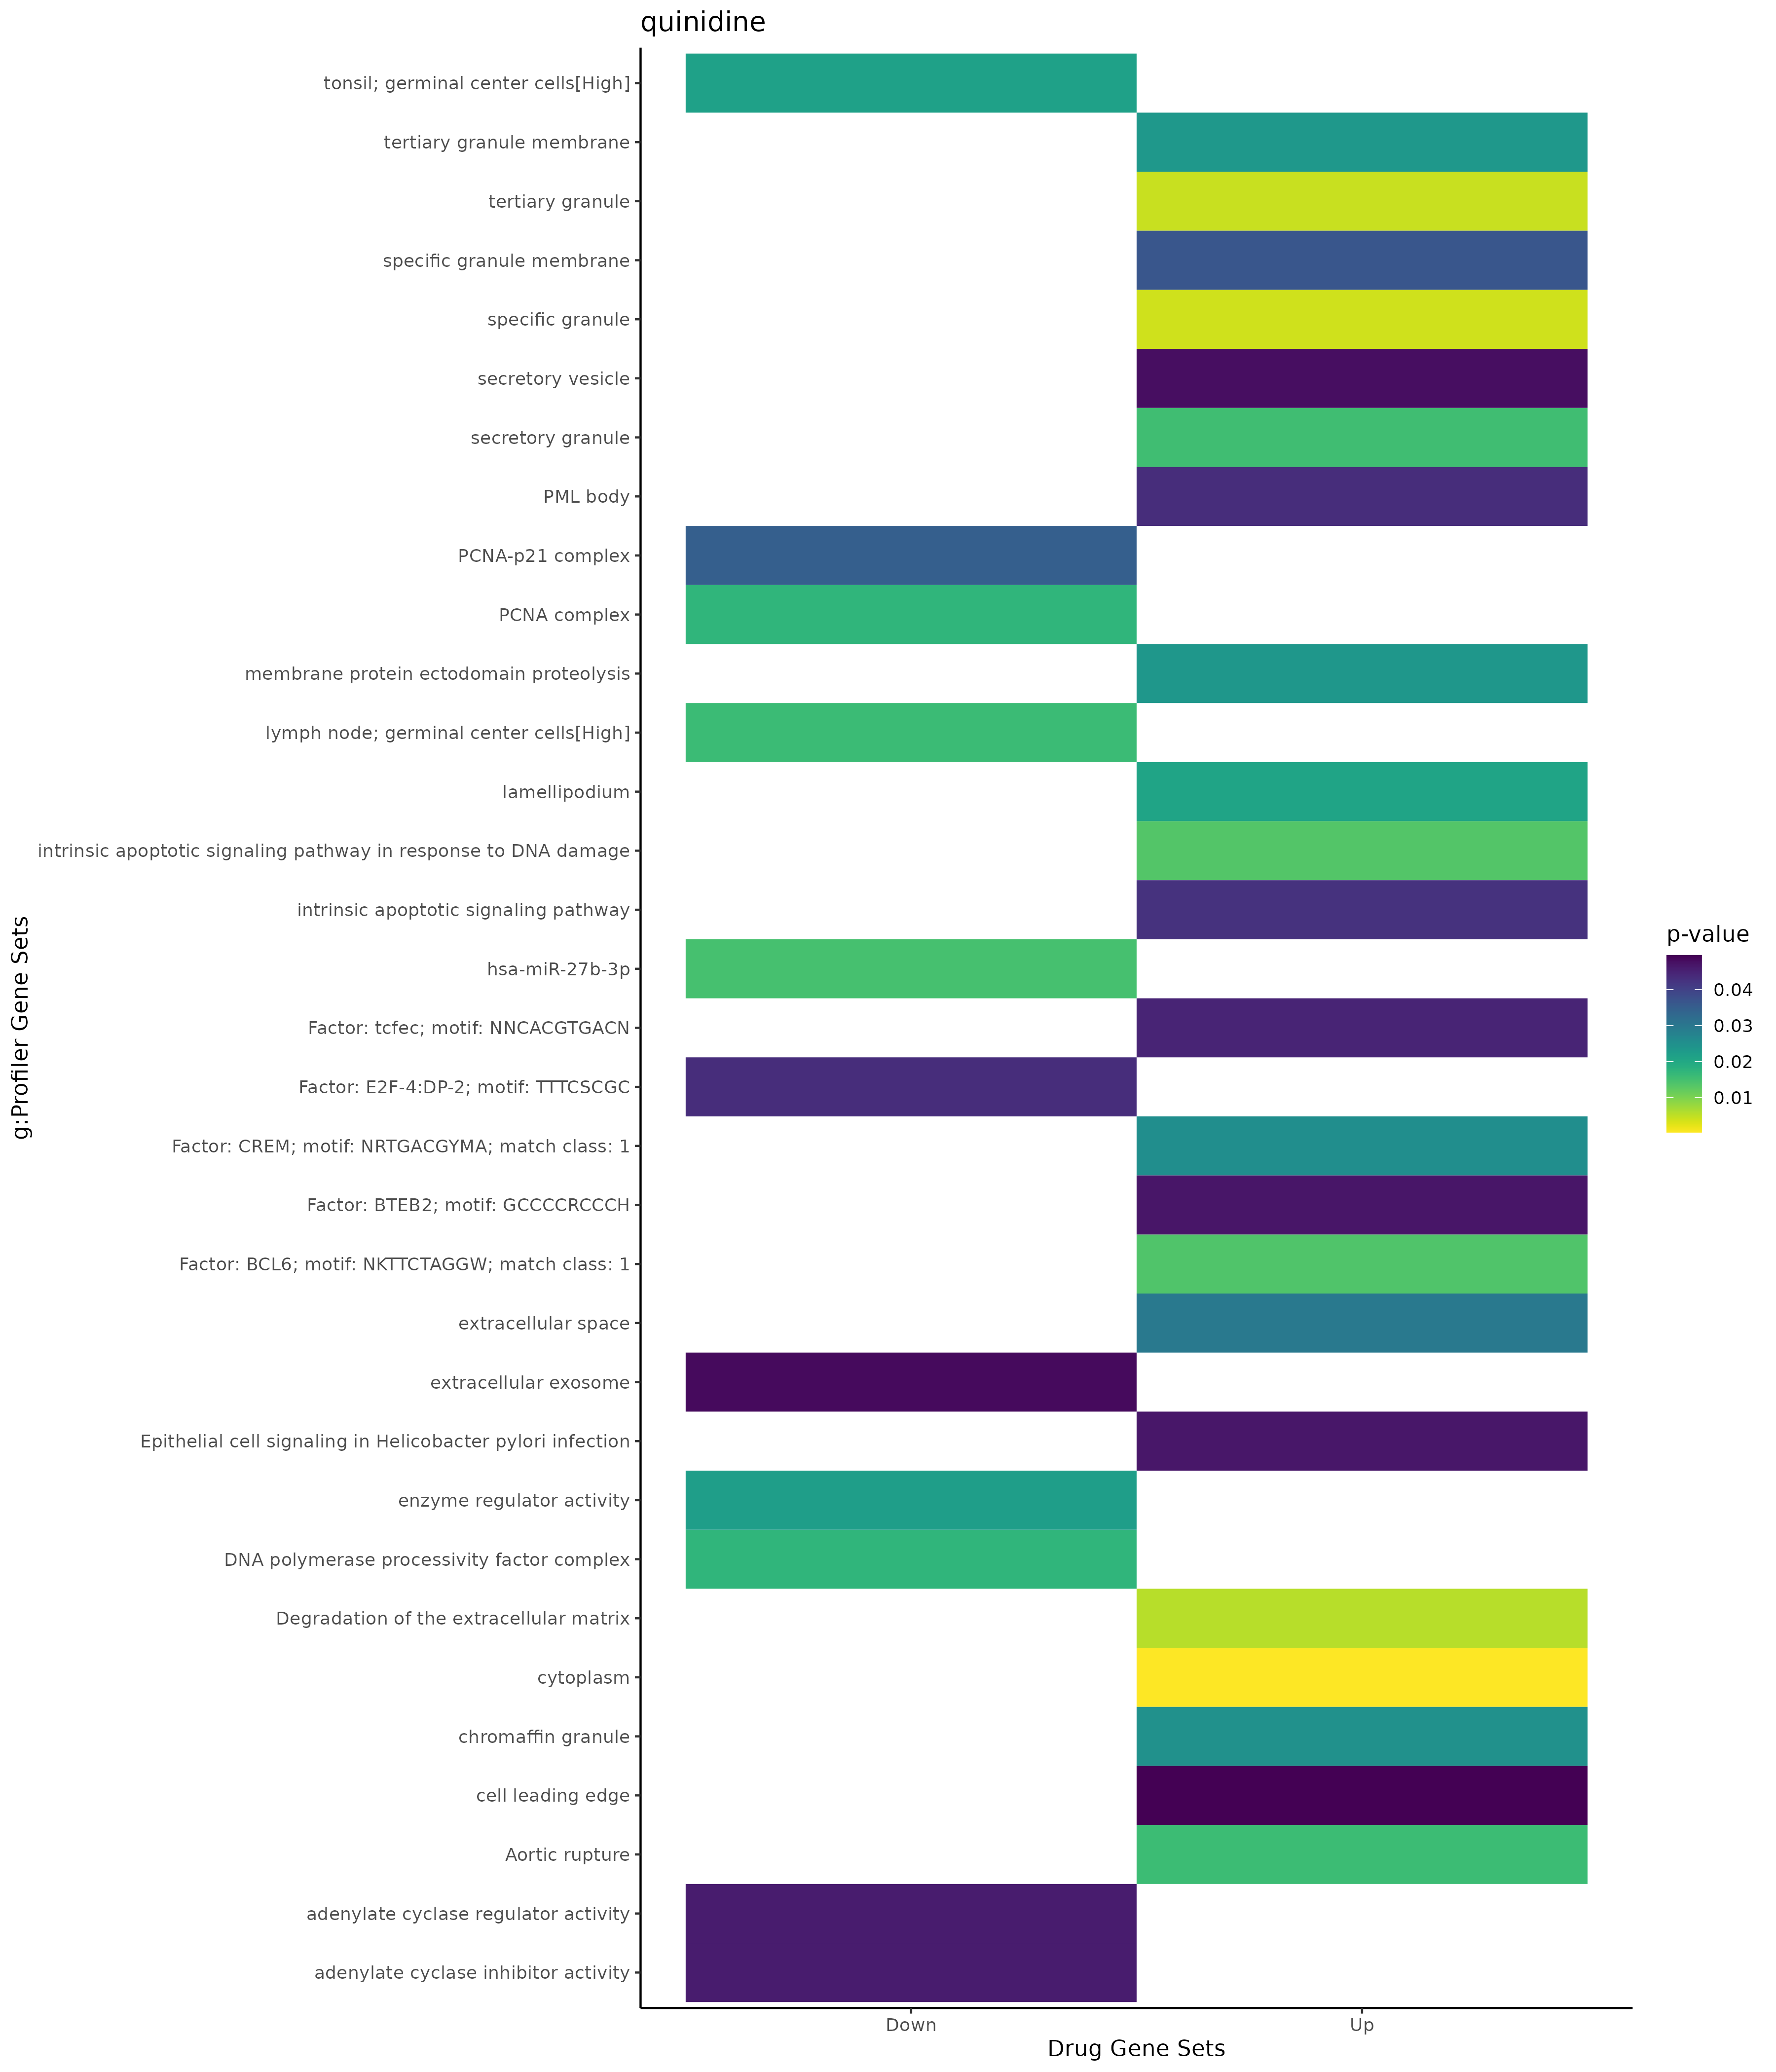 quinidine
tonsil; germinal center cells[High]
tertiary granule membrane
tertiary granule
specific granule membrane
specific granule
secretory vesicle
secretory granule
PML body
PCNA-p21 complex
PCNA complex
membrane protein ectodomain proteolysis
lymph node; germinal center cells[High]
lamellipodium
intrinsic apoptotic signaling pathway in response to DNA damage
intrinsic apoptotic signaling pathway
hsa-miR-27b-3p
Factor: tcfec; motif: NNCACGTGACN
Factor: E2F-4:DP-2; motif: TTTCSCGC
Factor: CREM; motif: NRTGACGYMA; match class: 1
Factor: BTEB2; motif: GCCCCRCCCH
Factor: BCL6; motif: NKTTCTAGGW; match class: 1
extracellular space
extracellular exosome
Epithelial cell signaling in Helicobacter pylori infection
enzyme regulator activity
DNA polymerase processivity factor complex
Degradation of the extracellular matrix
cytoplasm
chromaffin granule
cell leading edge
Aortic rupture
adenylate cyclase regulator activity
adenylate cyclase inhibitor activity
g:Profiler Gene Sets
Down
Up
Drug Gene Sets
p-value
0.04
0.03
0.02
0.01